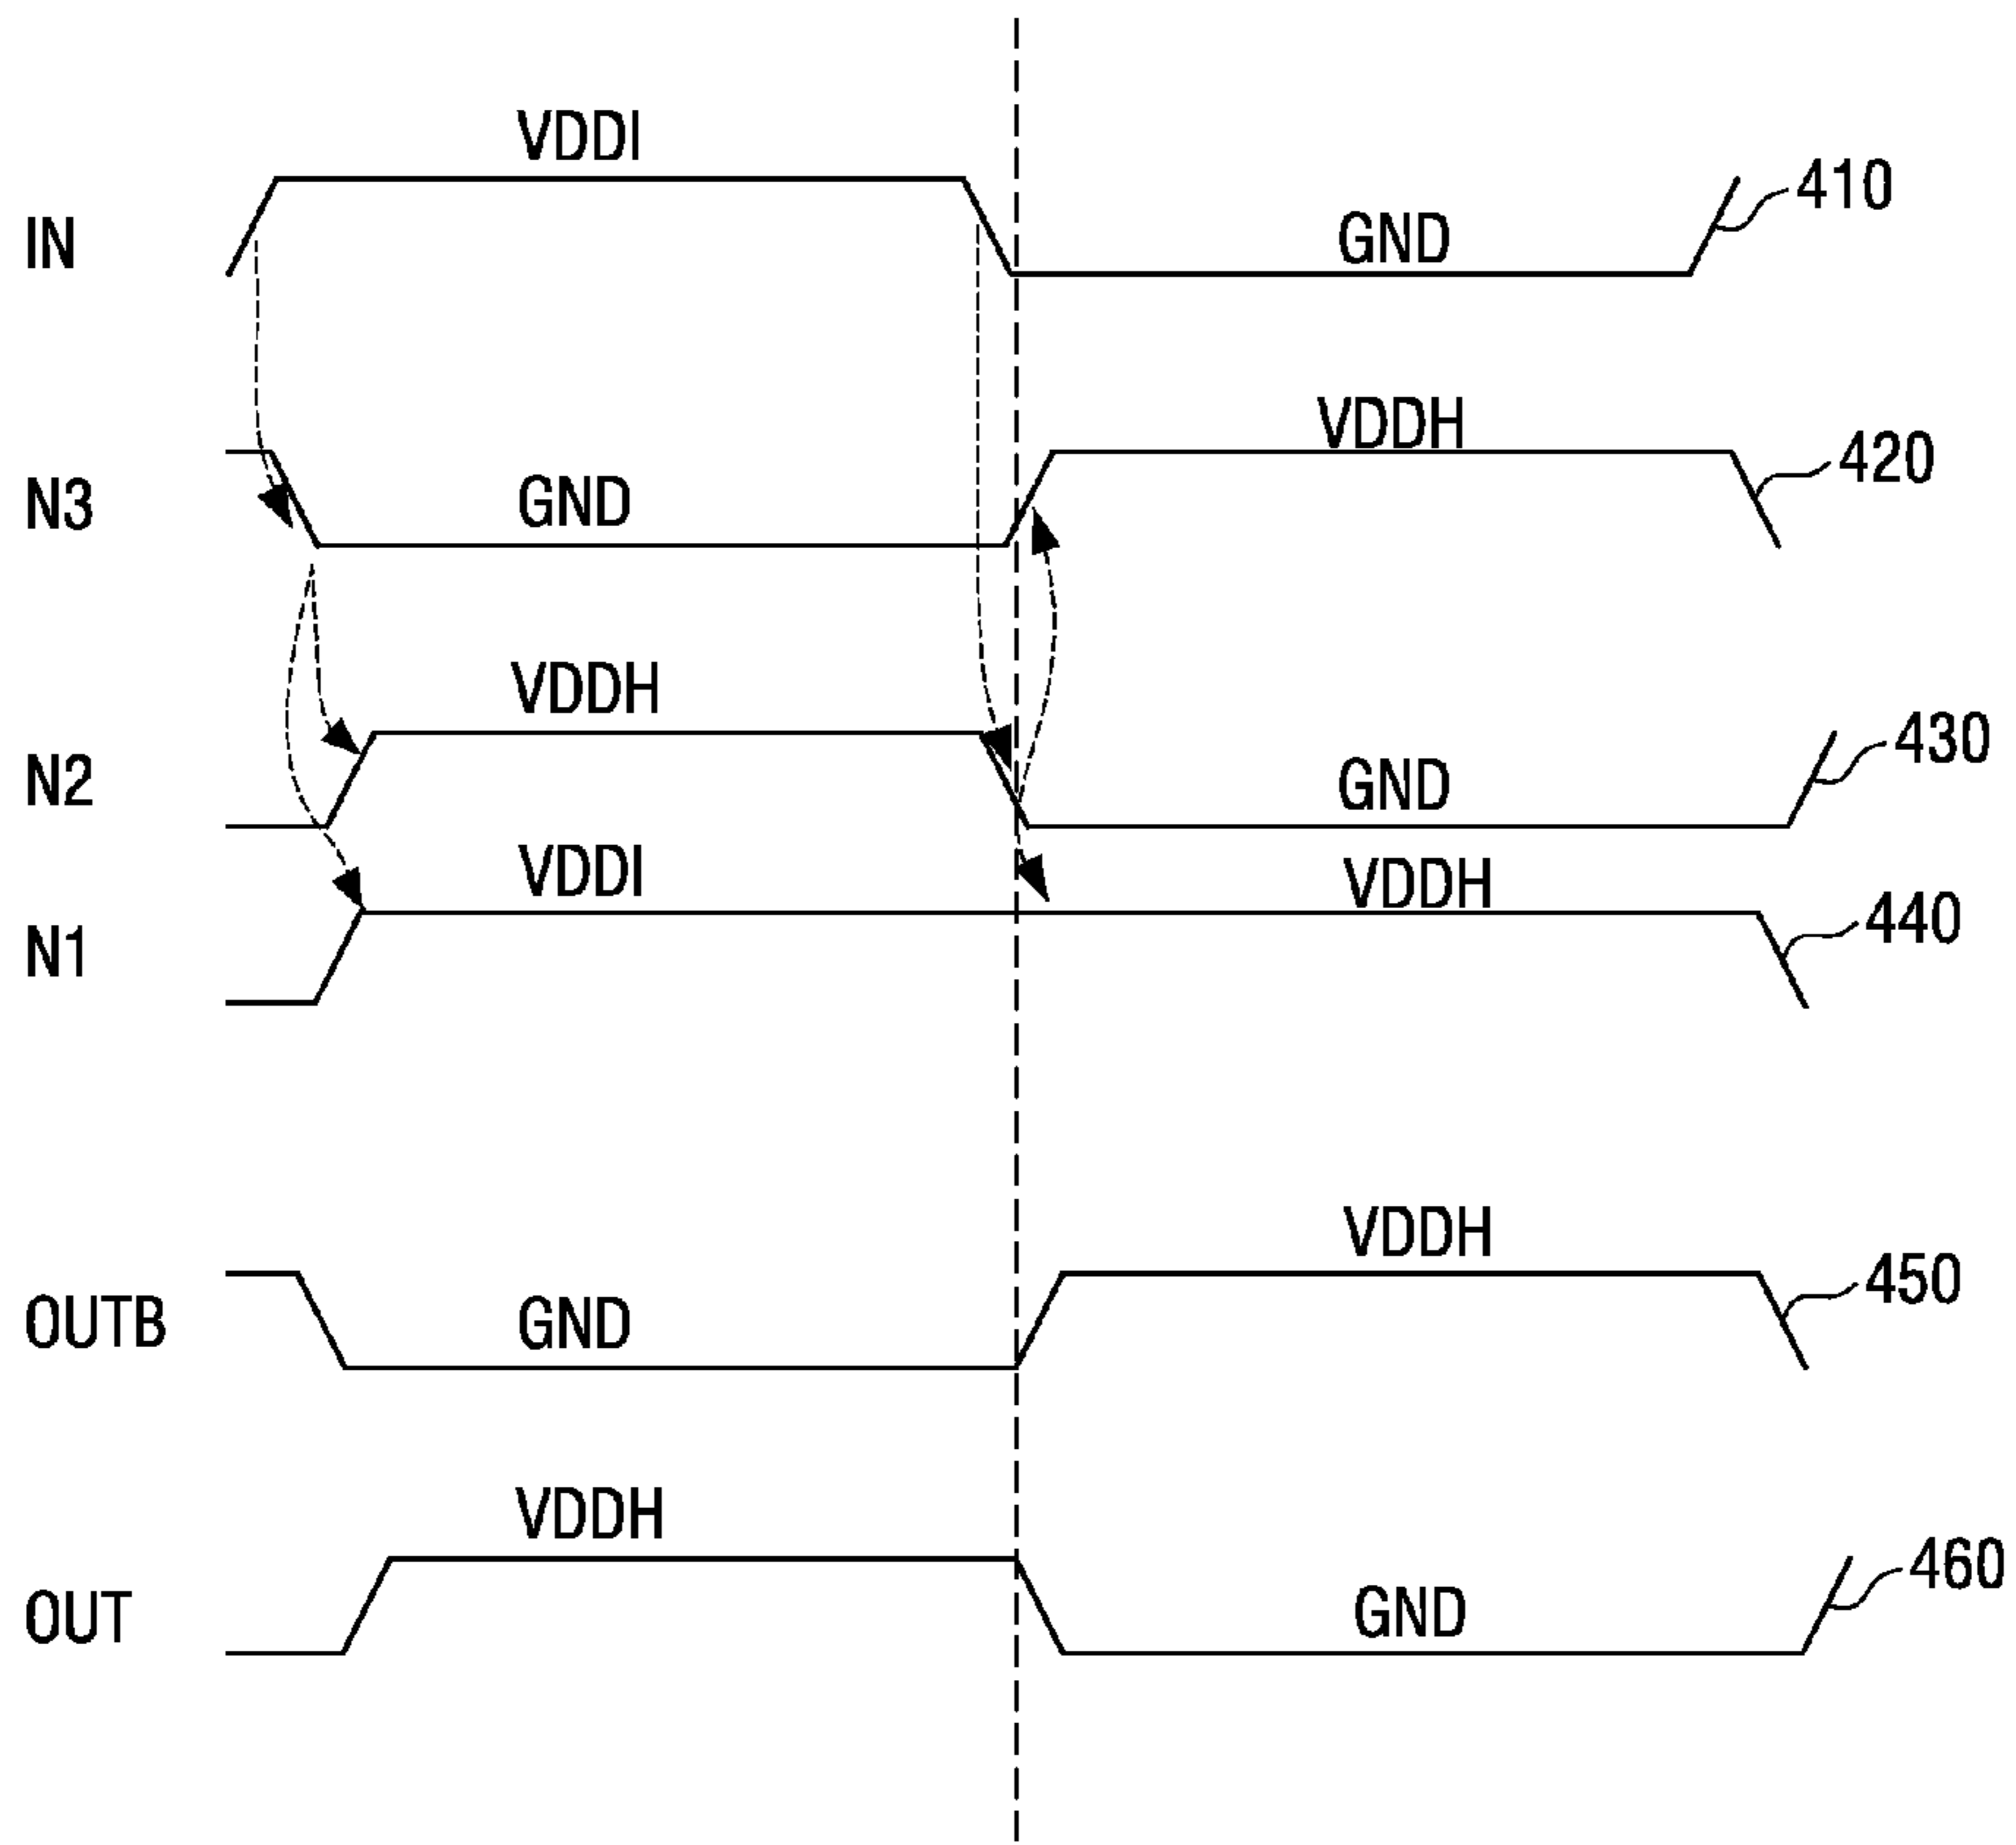 VDDI
IN
GND
410
N3
GND
VDDH
420
N2
VDDH
GND
430
N1
VDDI
VDDH
440
OUTB
GND
VDDH
450
OUT
VDDH
GND
460